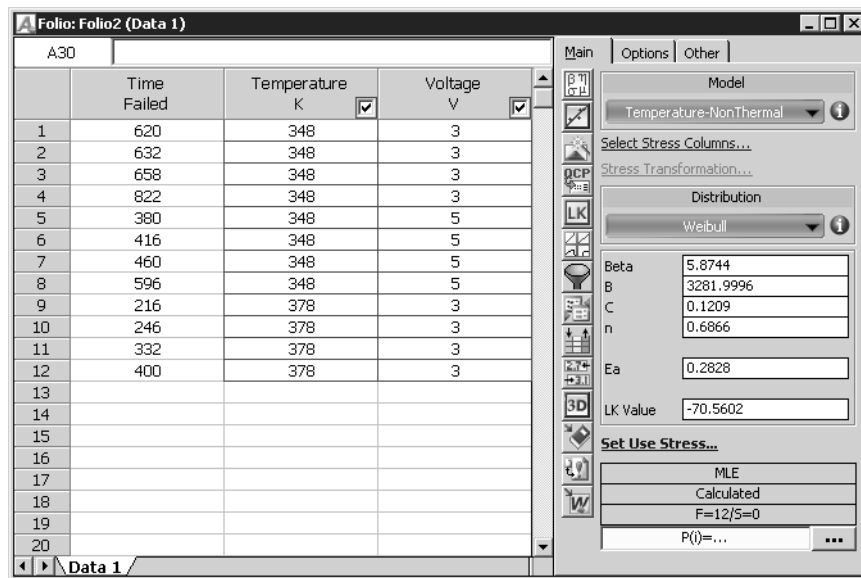 Folio: Folio2 (Data 1)
A30
Main Options Other
Time Failed Temperature K Voltage V
1 620 348 3
2 632 348 3
3 658 348 3
4 822 348 3
5 380 348 5
6 416 348 5
7 460 348 5
8 596 348 5
9 216 378 3
10 246 378 3
11 332 378 3
12 400 378 3
13
14
15
16
17
18
19
20
Data 1
β η
σ μ
QCP
LK
3D
W
Model
Temperature-NonThermal
Select Stress Columns...
Stress Transformation...
Distribution
Weibull
Beta 5.8744
B 3281.9996
C 0.1209
n 0.6866
Ea 0.2828
LK Value -70.5602
Set Use Stress...
MLE
Calculated
F=12/S=0
P(i)=... ...